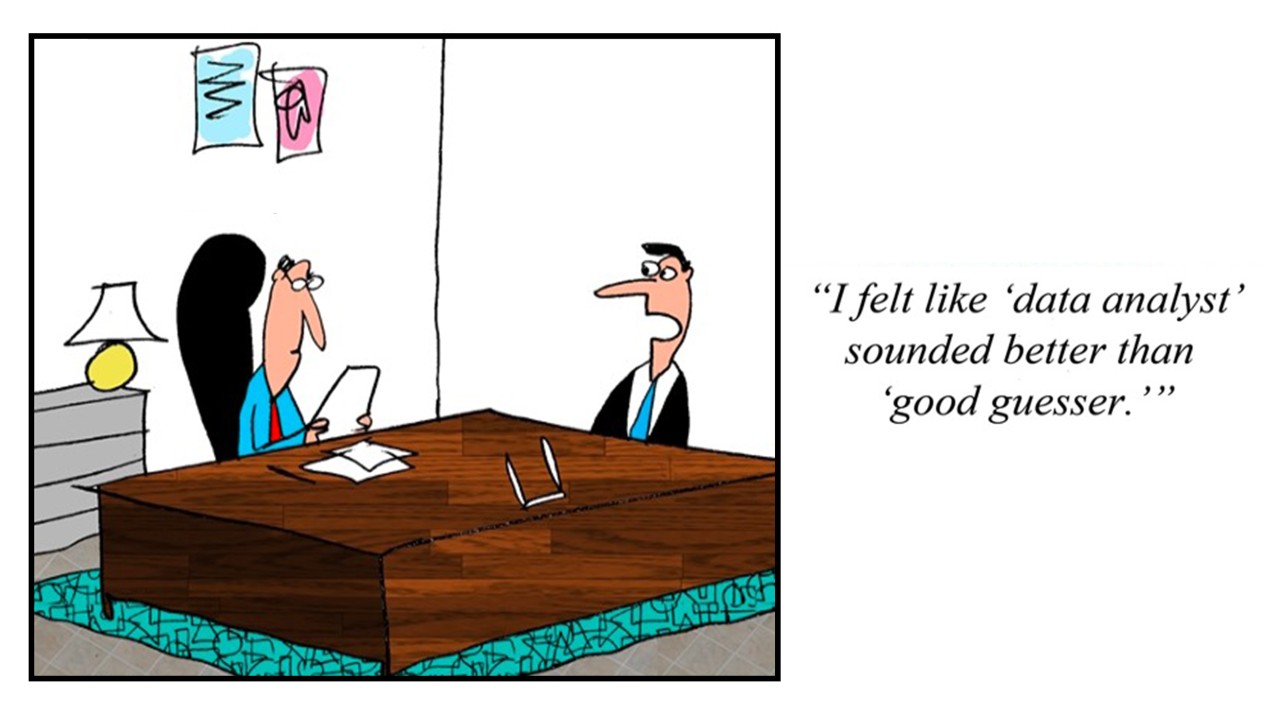 “I felt like ‘data analyst’
sounded better than
‘good guesser.’”